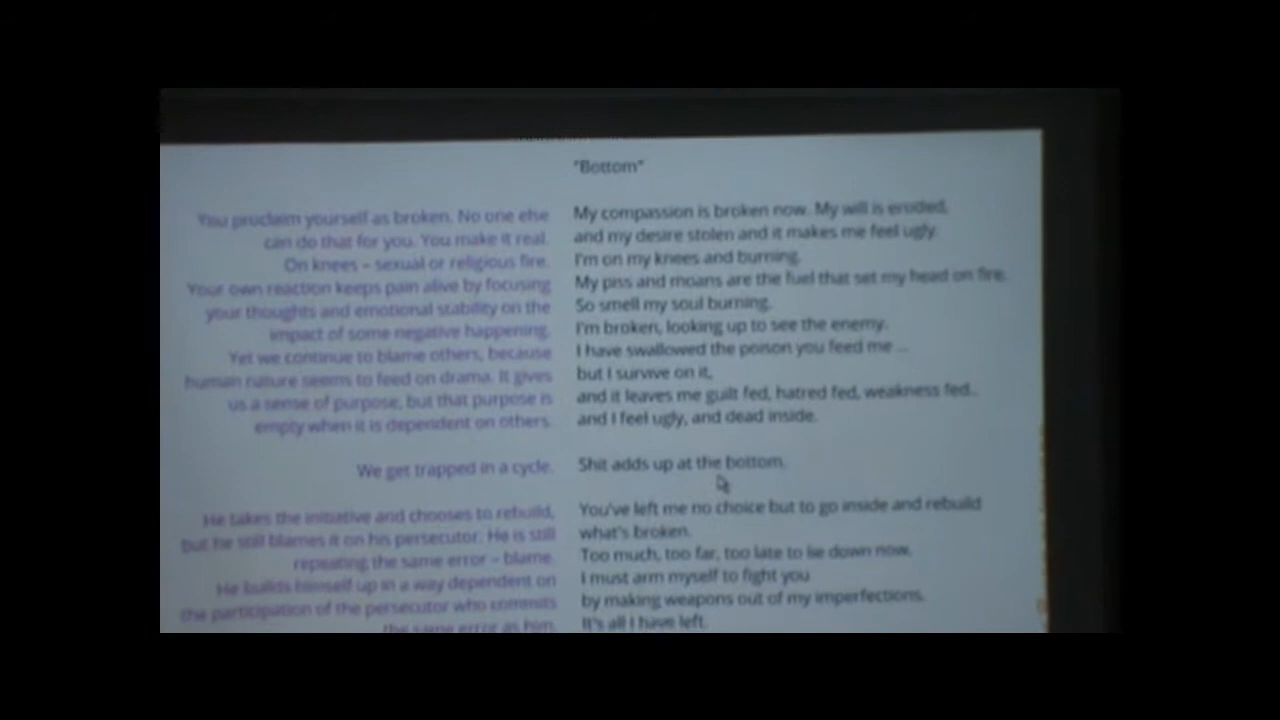 "Bottom"
You proclaim yourself as broken. No one else
can do that for you. You make it real.
On knees – sexual or religious fire.
Your own reaction keeps pain alive by focusing
your thoughts and emotional stability on the
impact of some negative happening.
Yet we continue to blame others, because
human nature seems to feed on drama. It gives
us a sense of purpose, but that purpose is
empty when it is dependent on others.
We get trapped in a cycle.
He takes the initiative and chooses to rebuild,
but he still blames it on his persecutor. He is still
repeating the same error – blame.
He builds himself up in a way dependent on
the participation of the persecutor who commits
the same error as him.
My compassion is broken now. My will is eroded,
and my desire stolen and it makes me feel ugly.
I'm on my knees and burning.
My piss and moans are the fuel that set my head on fire.
So smell my soul burning.
I'm broken, looking up to see the enemy.
I have swallowed the poison you feed me ...
but I survive on it,
and it leaves me guilt fed, hatred fed, weakness fed..
and I feel ugly, and dead inside.
Shit adds up at the bottom.
You've left me no choice but to go inside and rebuild
what's broken.
Too much, too far, too late to lie down now.
I must arm myself to fight you
by making weapons out of my imperfections.
It's all I have left.